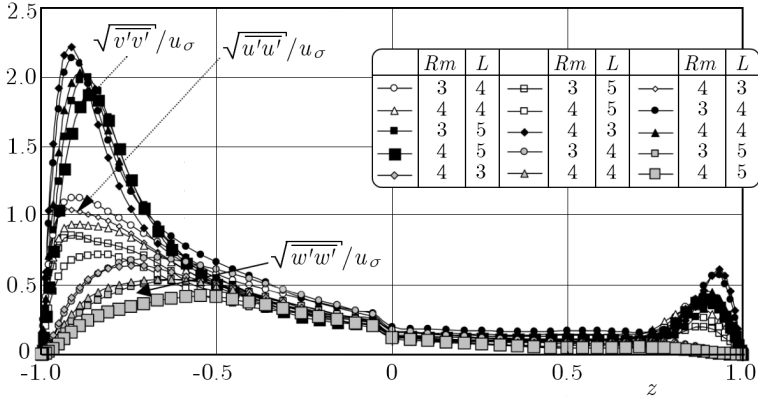 2.5
2.0
1.5
1.0
0.5
0
-1.0 -0.5 0 0.5 1.0
z
√v'v'/u_σ
√u'u'/u_σ
√w'w'/u_σ
Rm L Rm L Rm L
3 4 3 5 4 3
4 4 4 5 3 4
3 5 4 3 4 4
4 5 3 4 3 5
4 3 4 4 4 5